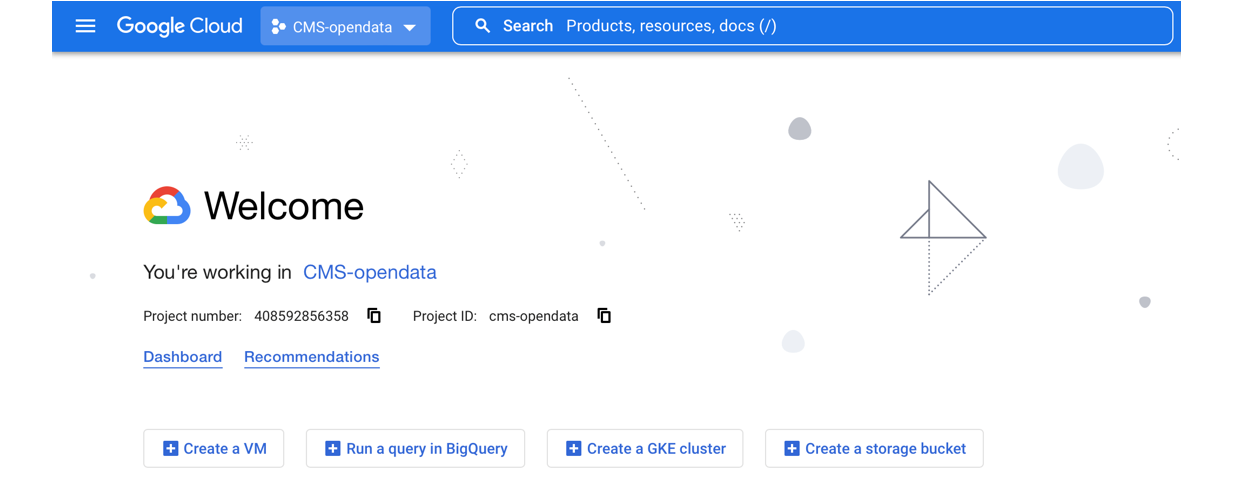 Google Cloud CMS-opendata Search Products, resources, docs (/)
Welcome
You're working in CMS-opendata
Project number: 408592856358 Project ID: cms-opendata
Dashboard Recommendations
Create a VM Run a query in BigQuery Create a GKE cluster Create a storage bucket